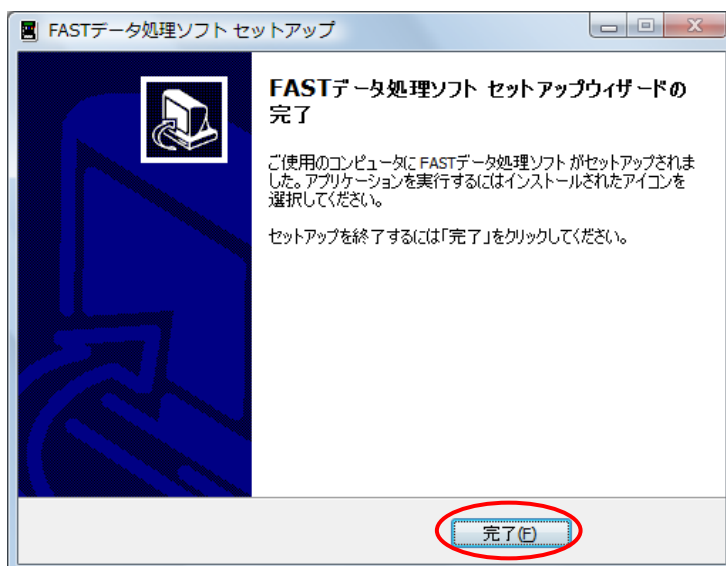 FASTデータ処理ソフト セットアップ
FASTデータ処理ソフト セットアップウィザードの
完了
ご使用のコンピュータに FASTデータ処理ソフト がセットアップされま
した。アプリケーションを実行するにはインストールされたアイコンを
選択してください。
セットアップを終了するには「完了」をクリックしてください。
完了(F)